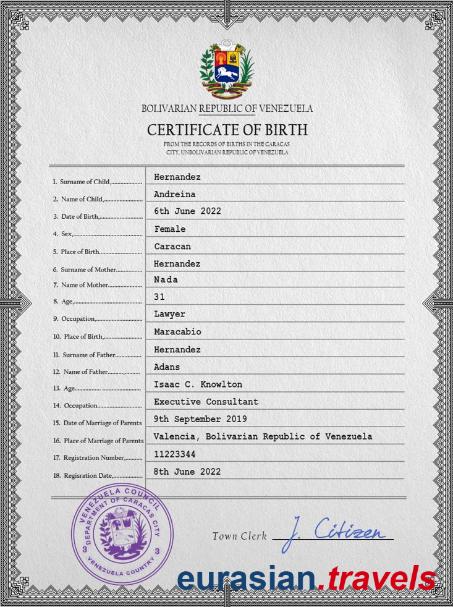 BOLIVARIAN REPUBLIC OF VENEZUELA
CERTIFICATE OF BIRTH
FROM THE RECORDS OF BIRTHS IN THE CARACAS
CITY, UNBOLIVARIAN REPUBLIC OF VENEZUELA
1. Surname of Child,............ Hernandez
2. Name of Child,............ Andreina
3. Date of Birth,............ 6th June 2022
4. Sex,............ Female
5. Place of Birth............ Caracan
6. Surname of Mother............ Hernandez
7. Name of Mother............ Nada
8. Age,............ 31
9. Occupation,............ Lawyer
10. Place of Birth,............ Maracabio
11. Surname of Father............ Hernandez
12. Name of Father............ Adans
13. Age............ Isaac C. Knowlton
14. Occupation............ Executive Consultant
15. Date of Marriage of Parents 9th September 2019
16. Place of Marriage of Parents Valencia, Bolivarian Republic of Venezuela
17. Registration Number,............ 11223344
18. Regisration Date,............ 8th June 2022
VENEZUELA COUNCIL
DEPARTMENT OF CARACAS CITY
3 3
VENEZUELA COUNTRY
Town Clerk J. Citizen
eurasian.travels